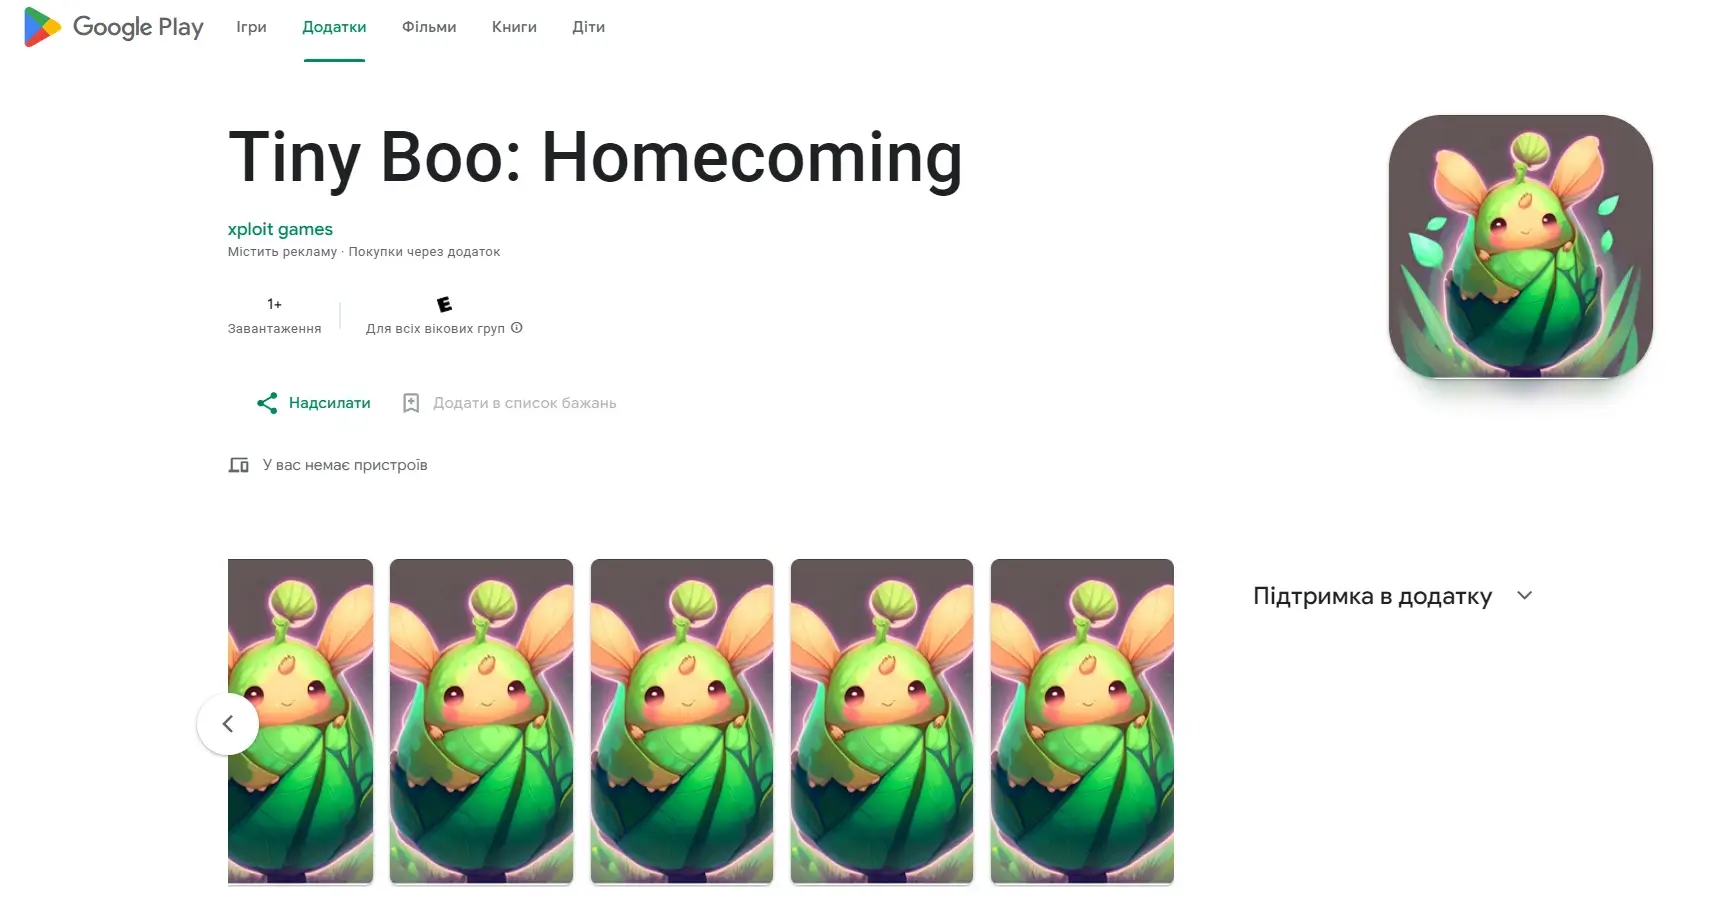 Google Play Ігри Додатки Фільми Книги Діти
Tiny Boo: Homecoming
xploit games
Містить рекламу · Покупки через додаток
1+
Завантаження
E
Для всіх вікових груп
Надсилати Додати в список бажань
У вас немає пристроїв
Підтримка в додатку